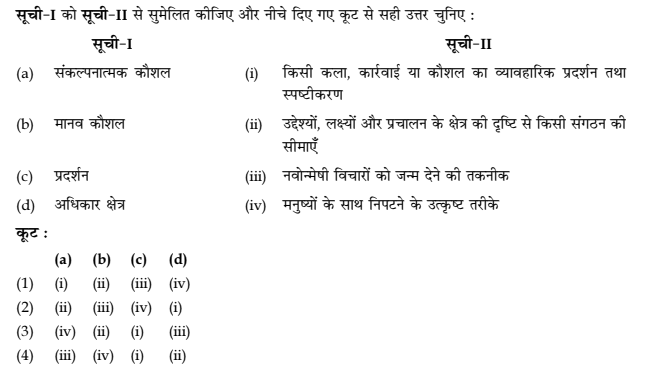 सूची-I को सूची-II से सुमेलित कीजिए और नीचे दिए गए कूट से सही उत्तर चुनिए :
सूची-I सूची-II
(a) संकल्पनात्मक कौशल (i) किसी कला, कार्रवाई या कौशल का व्यावहारिक प्रदर्शन तथा
स्पष्टीकरण
(b) मानव कौशल (ii) उद्देश्यों, लक्ष्यों और प्रचालन के क्षेत्र की दृष्टि से किसी संगठन की
सीमाएँ
(c) प्रदर्शन (iii) नवोन्मेषी विचारों को जन्म देने की तकनीक
(d) अधिकार क्षेत्र (iv) मनुष्यों के साथ निपटने के उत्कृष्ट तरीके
कूट :
(a) (b) (c) (d)
(1) (i) (ii) (iii) (iv)
(2) (ii) (iii) (iv) (i)
(3) (iv) (ii) (i) (iii)
(4) (iii) (iv) (i) (ii)